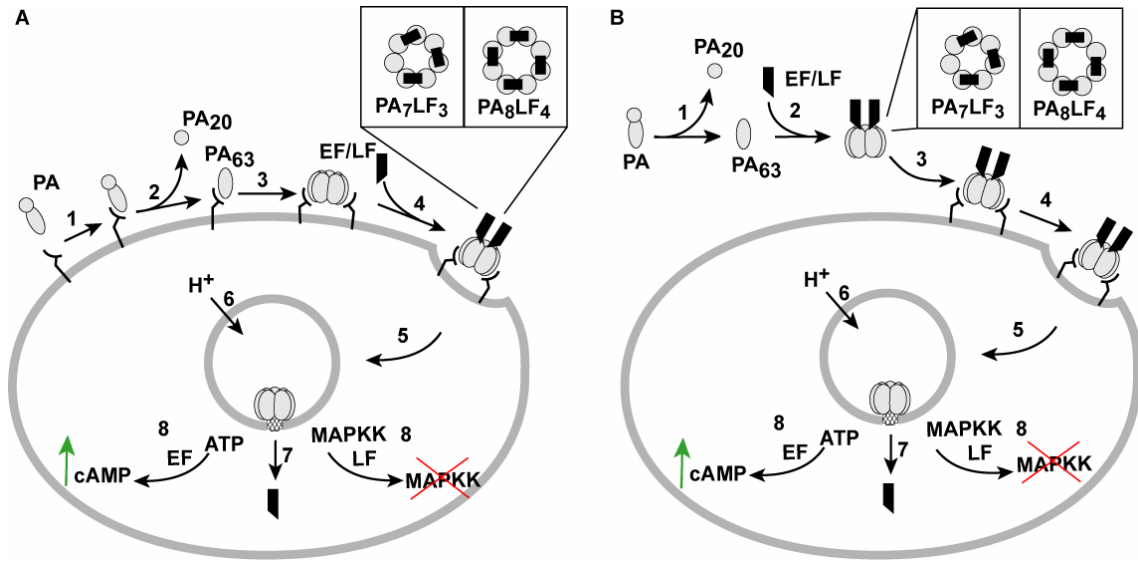 A
PA7LF3
PA8LF4
PA20
PA
PA63
EF/LF
1
2
3
4
H+
6
5
8
EF
ATP
cAMP
7
MAPKK
8
LF
MAPKK
B
PA7LF3
PA8LF4
PA20
EF/LF
1
2
PA
PA63
3
4
H+
6
5
8
EF
ATP
cAMP
7
MAPKK
8
LF
MAPKK